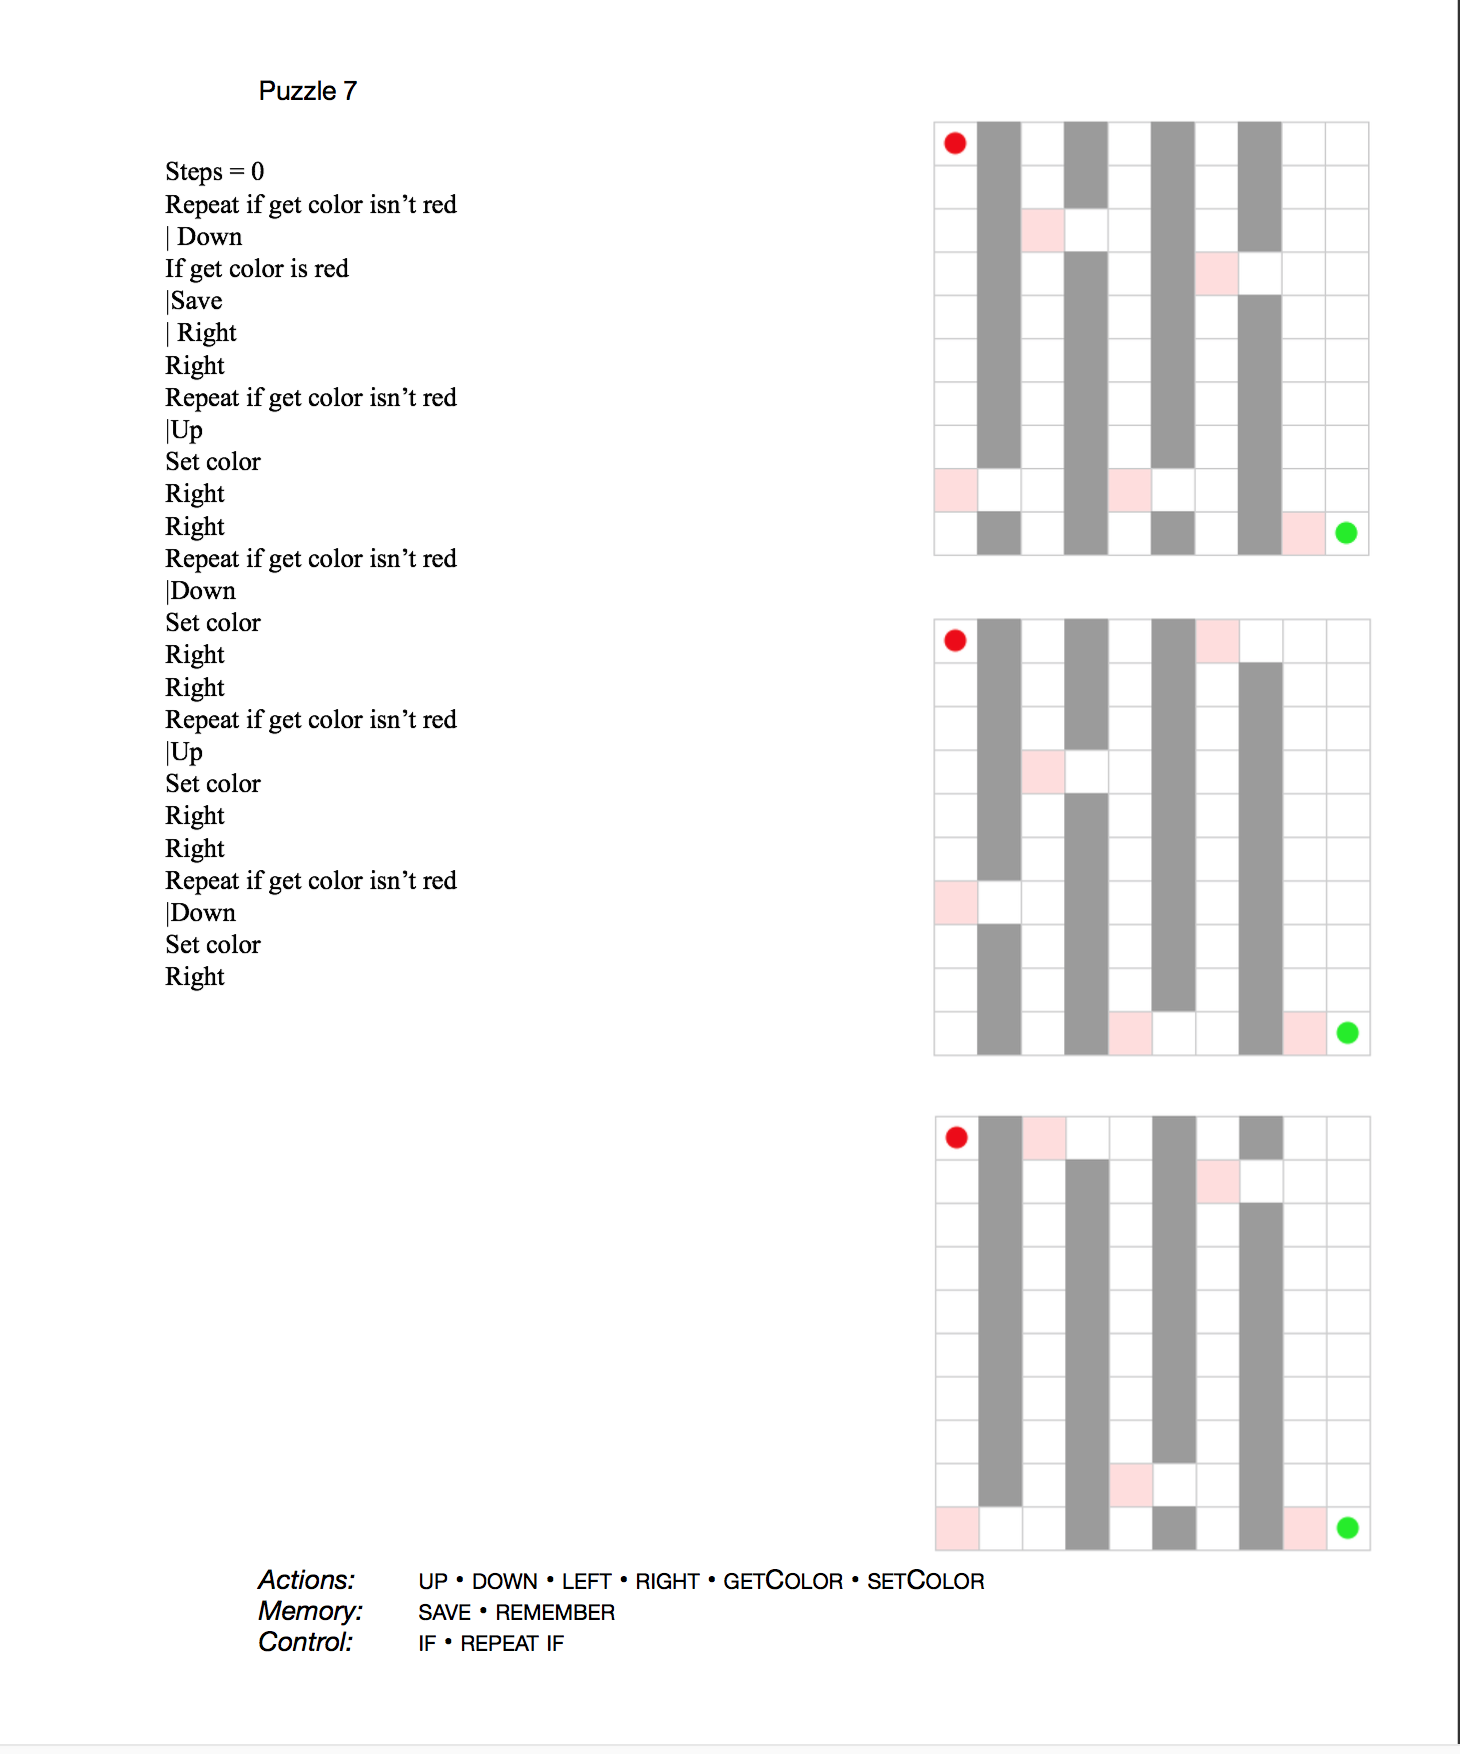 Puzzle 7
Steps = 0
Repeat if get color isn’t red
| Down
If get color is red
|Save
| Right
Right
Repeat if get color isn’t red
|Up
Set color
Right
Right
Repeat if get color isn’t red
|Down
Set color
Right
Right
Repeat if get color isn’t red
|Up
Set color
Right
Right
Repeat if get color isn’t red
|Down
Set color
Right
Actions: UP • DOWN • LEFT • RIGHT • GETCOLOR • SETCOLOR
Memory: SAVE • REMEMBER
Control: IF • REPEAT IF